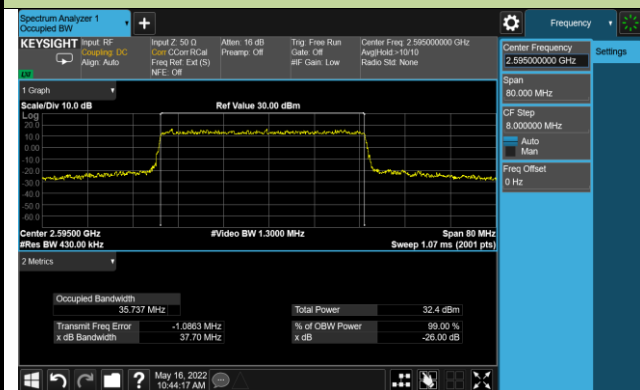 Spectrum Analyzer 1
Occupied BW
+
Frequency
KEYSIGHT
Input: RF
Coupling: DC
Align: Auto
Input Z: 50 Ω
Corr CCorr RCal
Freq Ref: Ext (S)
NFE: Off
Atten: 16 dB
Preamp: Off
Trig: Free Run
Gate: Off
#IF Gain: Low
Center Freq: 2.595000000 GHz
Avg|Hold:>10/10
Radio Std: None
Center Frequency
2.595000000 GHz
Settings
Span
80.000 MHz
CF Step
8.000000 MHz
Auto
Man
Freq Offset
0 Hz
1 Graph
Scale/Div 10.0 dB
Ref Value 30.00 dBm
Log
20.0
10.0
0.00
-10.0
-20.0
-30.0
-40.0
-50.0
-60.0
Center 2.59500 GHz
#Video BW 1.3000 MHz
Span 80 MHz
#Res BW 430.00 kHz
Sweep 1.07 ms (2001 pts)
2 Metrics
Occupied Bandwidth
35.737 MHz
Total Power
32.4 dBm
Transmit Freq Error
-1.0863 MHz
% of OBW Power
99.00 %
x dB Bandwidth
37.70 MHz
x dB
-26.00 dB
?
May 16, 2022
10:44:17 AM